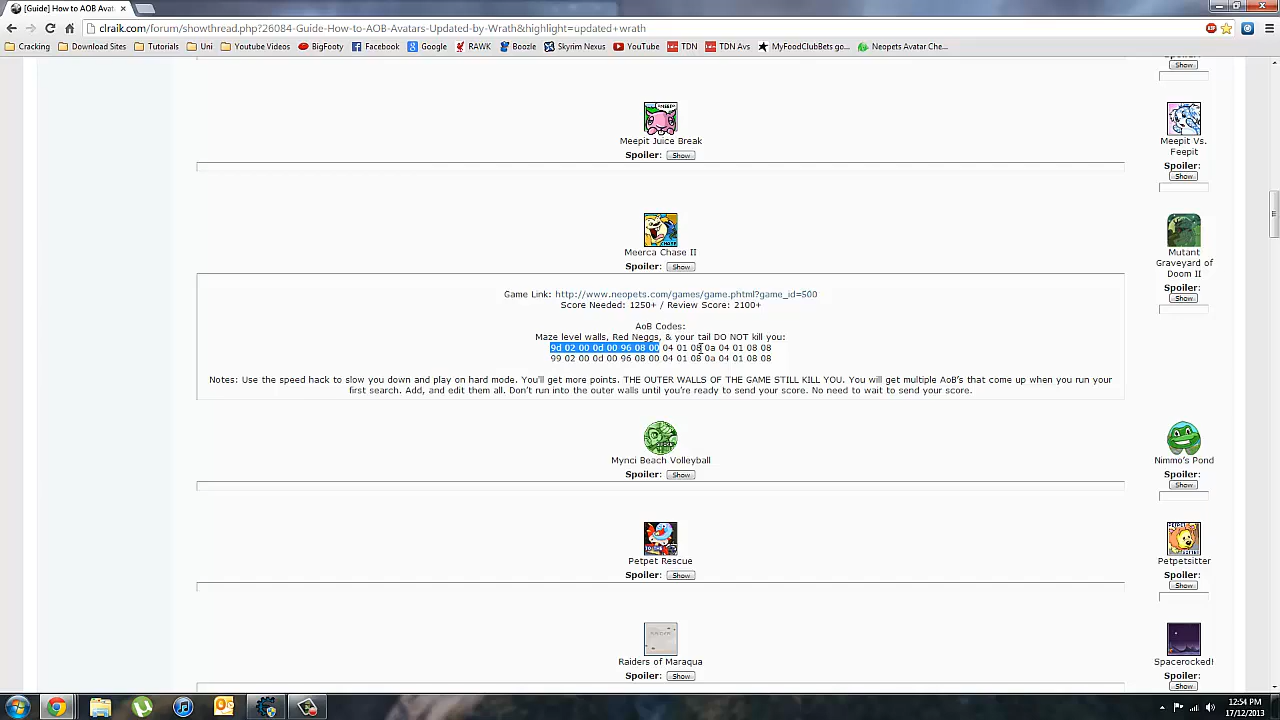 [Guide] How to AOB Avatars
clraik.com/forum/showthread.php?26084-Guide-How-to-AOB-Avatars-Updated-by-Wrath&highlight=updated+wrath
Cracking Download Sites Tutorials Uni Youtube Videos BigFooty Facebook Google RAWK Boozle Skyrim Nexus YouTube TDN TDN Avs MyFoodClubBets go... Neopets Avatar Che...
Show
Meepit Juice Break
Spoiler: Show
Meepit Vs.
Feepit
Spoiler:
Show
Meerca Chase II
Spoiler: Show
Mutant
Graveyard of
Doom II
Spoiler:
Show
Game Link: http://www.neopets.com/games/game.phtml?game_id=500
Score Needed: 1250+ / Review Score: 2100+
AoB Codes:
Maze level walls, Red Neggs, & your tail DO NOT kill you:
9d 02 00 0d 00 96 08 00 04 01 08 0a 04 01 08 08
99 02 00 0d 00 96 08 00 04 01 08 0a 04 01 08 08
Notes: Use the speed hack to slow you down and play on hard mode. You'll get more points. THE OUTER WALLS OF THE GAME STILL KILL YOU. You will get multiple AoB's that come up when you run your
first search. Add, and edit them all. Don't run into the outer walls until you're ready to send your score. No need to wait to send your score.
Mynci Beach Volleyball
Spoiler: Show
Nimmo's Pond
Spoiler:
Show
Petpet Rescue
Spoiler: Show
Petpetsitter
Spoiler:
Show
Raiders of Maraqua
Spoiler: Show
Spacerocked!
Spoiler:
Show
12:54 PM
17/12/2013